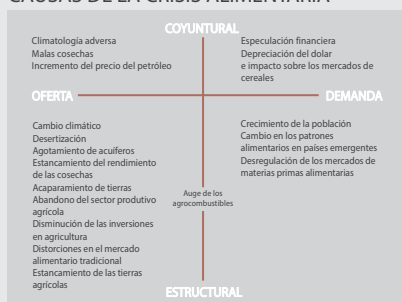 CAUSAS DE LA CRISIS ALIMENTARIA
COYUNTURAL
Climatología adversa
Malas cosechas
Incremento del precio del petróleo
Especulación financiera
Depreciación del dolar
e impacto sobre los mercados de
cereales
OFERTA
DEMANDA
Cambio climático
Desertización
Agotamiento de acuíferos
Estancamiento del rendimiento
de las cosechas
Acaparamiento de tierras
Abandono del sector produtivo
agrícola
Disminución de las inversiones
en agricultura
Distorciones en el mercado
alimentario tradicional
Estancamiento de las tierras
agrícolas
Crecimiento de la población
Cambio en los patrones
alimentarios en países emergentes
Desregulación de los mercados de
materias primas alimentarias
Auge de los
agrocombustibles
ESTRUCTURAL